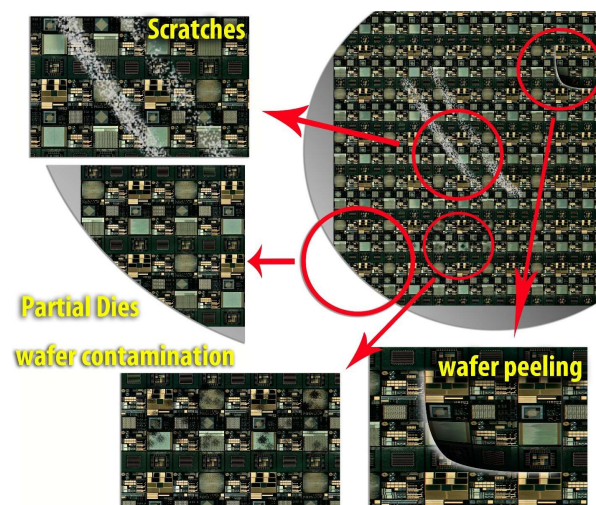 Scratches
Partial Dies
wafer contamination
wafer peeling